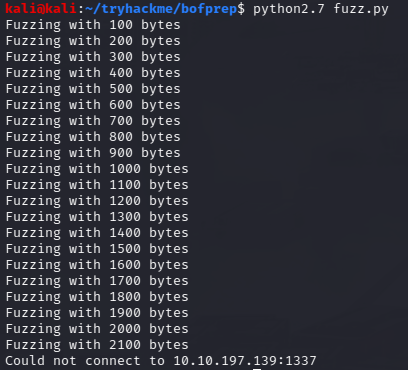 kali@kali:~/tryhackme/bofprep$ python2.7 fuzz.py
Fuzzing with 100 bytes
Fuzzing with 200 bytes
Fuzzing with 300 bytes
Fuzzing with 400 bytes
Fuzzing with 500 bytes
Fuzzing with 600 bytes
Fuzzing with 700 bytes
Fuzzing with 800 bytes
Fuzzing with 900 bytes
Fuzzing with 1000 bytes
Fuzzing with 1100 bytes
Fuzzing with 1200 bytes
Fuzzing with 1300 bytes
Fuzzing with 1400 bytes
Fuzzing with 1500 bytes
Fuzzing with 1600 bytes
Fuzzing with 1700 bytes
Fuzzing with 1800 bytes
Fuzzing with 1900 bytes
Fuzzing with 2000 bytes
Fuzzing with 2100 bytes
Could not connect to 10.10.197.139:1337